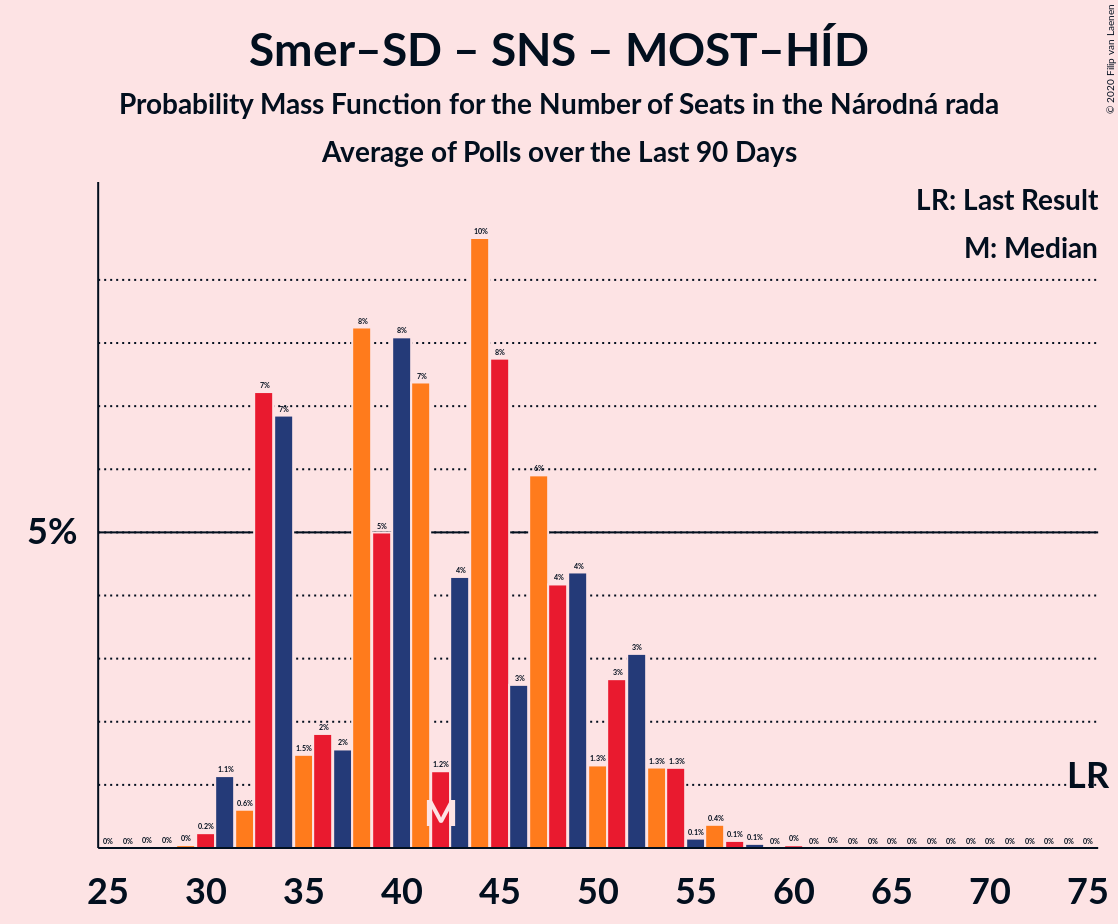 Smer–SD – SNS – MOST–HÍD
Probability Mass Function for the Number of Seats in the Národná rada
Average of Polls over the Last 90 Days
© 2020 Filip van Laenen
LR: Last Result
M: Median
5%
0% 0% 0% 0% 0% 0.2% 1.1% 0.6% 7% 7% 1.5% 2% 2% 8% 5% 8% 7% 1.2% 4% 10% 8% 3% 6% 4% 4% 1.3% 3% 3% 1.3% 1.3% 0.1% 0.4% 0.1% 0.1% 0% 0% 0% 0% 0% 0% 0% 0% 0% 0% 0% 0% 0% 0% 0% 0% 0%
M
LR
25 30 35 40 45 50 55 60 65 70 75